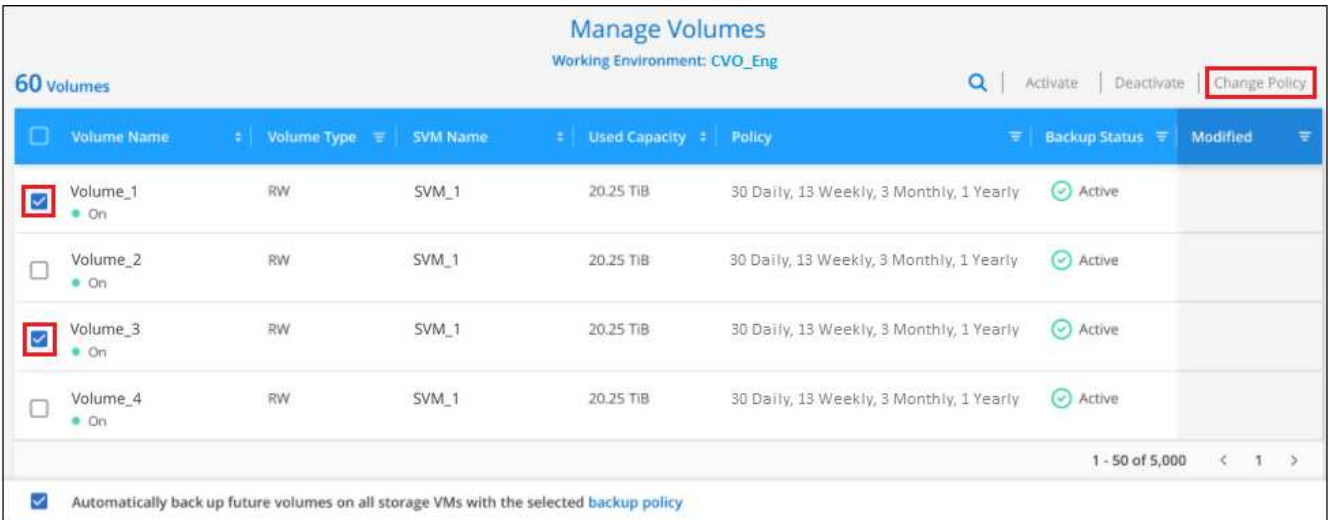 Manage Volumes
Working Environment: CVO_Eng
60 Volumes
Activate | Deactivate | Change Policy
Volume Name Volume Type SVM Name Used Capacity Policy Backup Status Modified
Volume_1 RW SVM_1 20.25 TiB 30 Daily, 13 Weekly, 3 Monthly, 1 Yearly Active
On
Volume_2 RW SVM_1 20.25 TiB 30 Daily, 13 Weekly, 3 Monthly, 1 Yearly Active
On
Volume_3 RW SVM_1 20.25 TiB 30 Daily, 13 Weekly, 3 Monthly, 1 Yearly Active
On
Volume_4 RW SVM_1 20.25 TiB 30 Daily, 13 Weekly, 3 Monthly, 1 Yearly Active
On
1 - 50 of 5,000 < 1 >
Automatically back up future volumes on all storage VMs with the selected backup policy